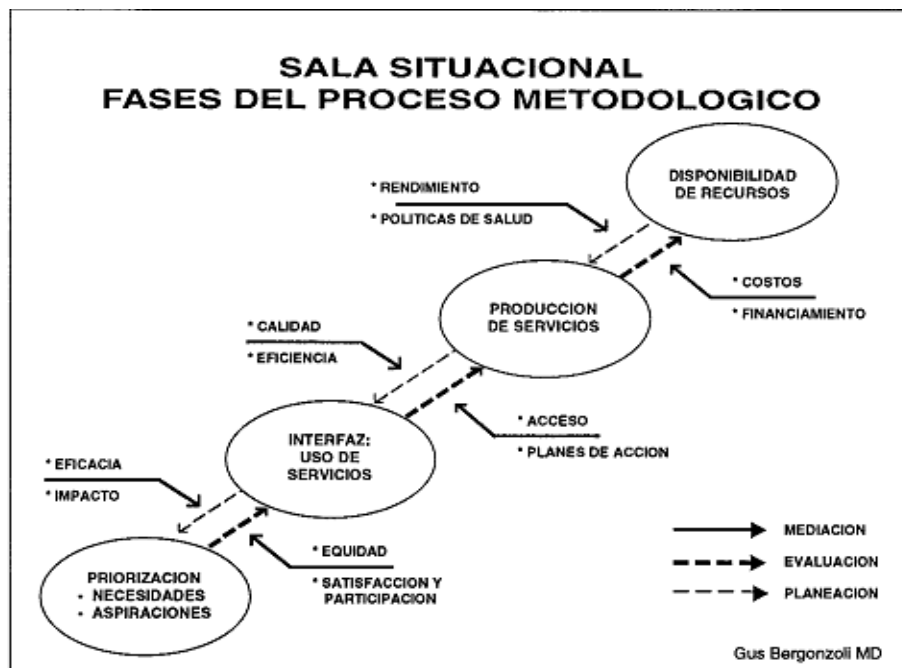 SALA SITUACIONAL
FASES DEL PROCESO METODOLOGICO
DISPONIBILIDAD
DE RECURSOS
* RENDIMIENTO
* POLITICAS DE SALUD
* COSTOS
* FINANCIAMIENTO
PRODUCCION
DE SERVICIOS
* CALIDAD
* EFICIENCIA
* ACCESO
* PLANES DE ACCION
INTERFAZ:
USO DE
SERVICIOS
* EFICACIA
* IMPACTO
* EQUIDAD
* SATISFACCION Y
PARTICIPACION
PRIORIZACION
• NECESIDADES
• ASPIRACIONES
MEDIACION
EVALUACION
PLANEACION
Gus Bergonzoli MD